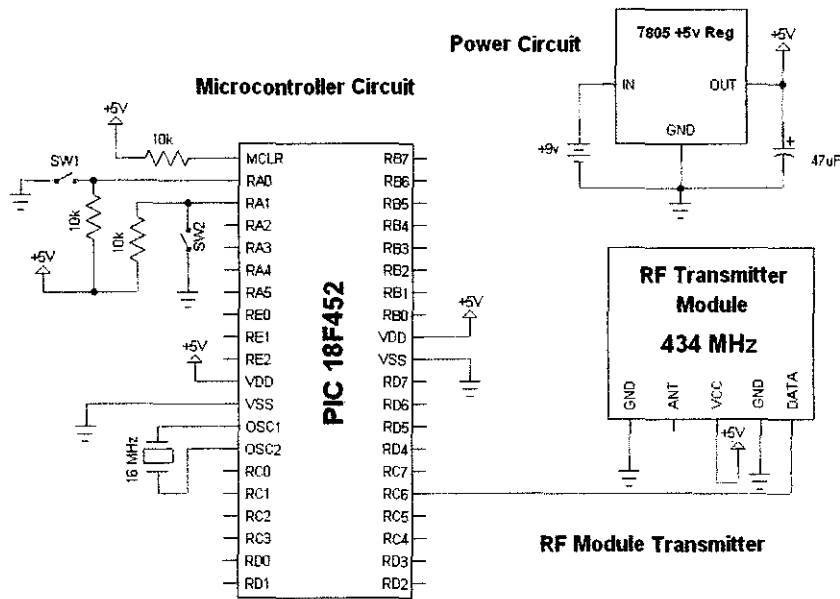 Power Circuit
7805 +5v Reg
IN
OUT
GND
+5V
+9v
47uF
+
Microcontroller Circuit
+5V
10k
SW1
10k
10k
SW2
+5V
+5V
16 MHz
PIC 18F452
MCLR
RA0
RA1
RA2
RA3
RA4
RA5
RE0
RE1
RE2
VDD
VSS
OSC1
OSC2
RC0
RC1
RC2
RC3
RD0
RD1
RB7
RB6
RB5
RB4
RB3
RB2
RB1
RB0
VDD
VSS
RD7
RD6
RD5
RD4
RC7
RC6
RC5
RC4
RD3
RD2
+5V
RF Transmitter
Module
434 MHz
GND
ANT
VCC
GND
DATA
+5V
RF Module Transmitter